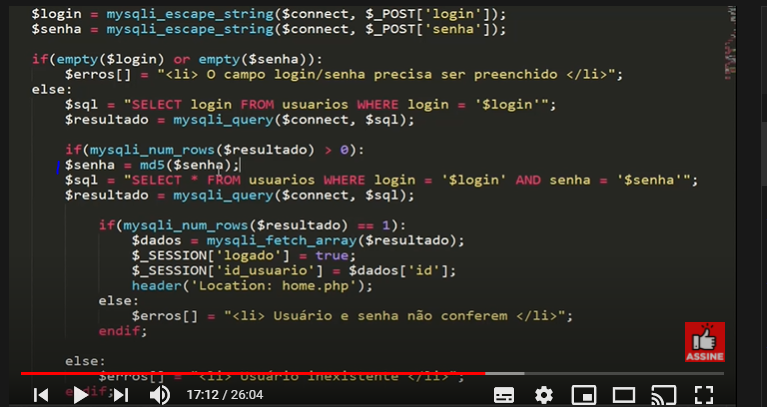 $login = mysqli_escape_string($connect, $_POST['login']);
$senha = mysqli_escape_string($connect, $_POST['senha']);
if(empty($login) or empty($senha)):
$erros[] = "<li> O campo login/senha precisa ser preenchido </li>";
else:
$sql = "SELECT login FROM usuarios WHERE login = '$login'";
$resultado = mysqli_query($connect, $sql);
if(mysqli_num_rows($resultado) > 0):
$senha = md5($senha);
$sql = "SELECT * FROM usuarios WHERE login = '$login' AND senha = '$senha'";
$resultado = mysqli_query($connect, $sql);
if(mysqli_num_rows($resultado) == 1):
$dados = mysqli_fetch_array($resultado);
$_SESSION['logado'] = true;
$_SESSION['id_usuario'] = $dados['id'];
header('Location: home.php');
else:
$erros[] = "<li> Usuário e senha não conferem </li>";
endif;
ASSINE
else:
$erros[] = "<li> Usuário inexistente </li>";
endif;
17:12 / 26:04